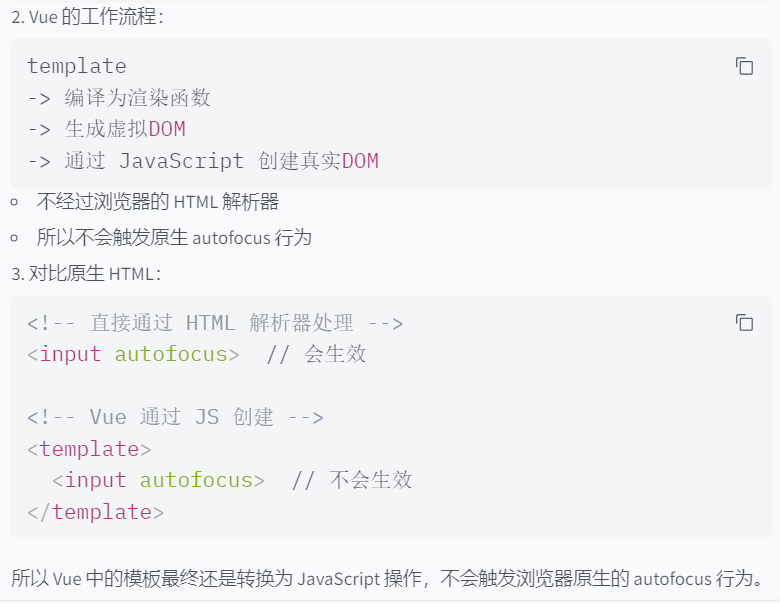 2. Vue 的工作流程：
template
-> 编译为渲染函数
-> 生成虚拟DOM
-> 通过 JavaScript 创建真实DOM
不经过浏览器的 HTML 解析器
所以不会触发原生 autofocus 行为
3. 对比原生 HTML：
<!-- 直接通过 HTML 解析器处理 -->
<input autofocus>  // 会生效
<!-- Vue 通过 JS 创建 -->
<template>
  <input autofocus>  // 不会生效
</template>
所以 Vue 中的模板最终还是转换为 JavaScript 操作，不会触发浏览器原生的 autofocus 行为。